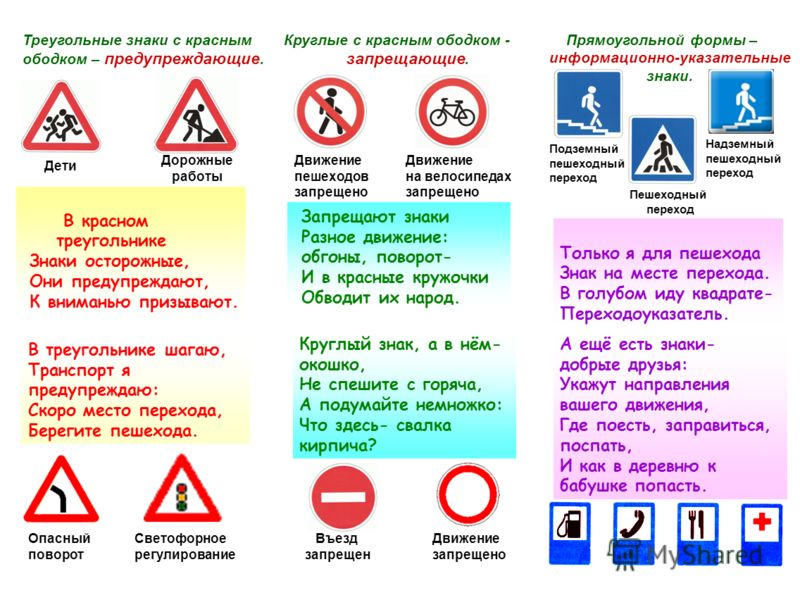 Треугольные знаки с красным
ободком – предупреждающие.
Дети
Дорожные
работы
В красном
треугольнике
Знаки осторожные,
Они предупреждают,
К вниманью призывают.
В треугольнике шагаю,
Транспорт я
предупреждаю:
Скоро место перехода,
Берегите пешехода.
Опасный
поворот
Светофорное
регулирование
Круглые с красным ободком -
запрещающие.
Движение
пешеходов
запрещено
Движение
на велосипедах
запрещено
Запрещают знаки
Разное движение:
обгоны, поворот-
И в красные кружочки
Обводит их народ.
Круглый знак, а в нём-
окошко,
Не спешите с горяча,
А подумайте немножко:
Что здесь- свалка
кирпича?
Въезд
запрещен
Движение
запрещено
Прямоугольной формы –
информационно-указательные
знаки.
Подземный
пешеходный
переход
Пешеходный
переход
Надземный
пешеходный
переход
Только я для пешехода
Знак на месте перехода.
В голубом иду квадрате-
Переходоуказатель.
А ещё есть знаки-
добрые друзья:
Укажут направления
вашего движения,
Где поесть, заправиться,
поспать,
И как в деревню к
бабушке попасть.
MyShared